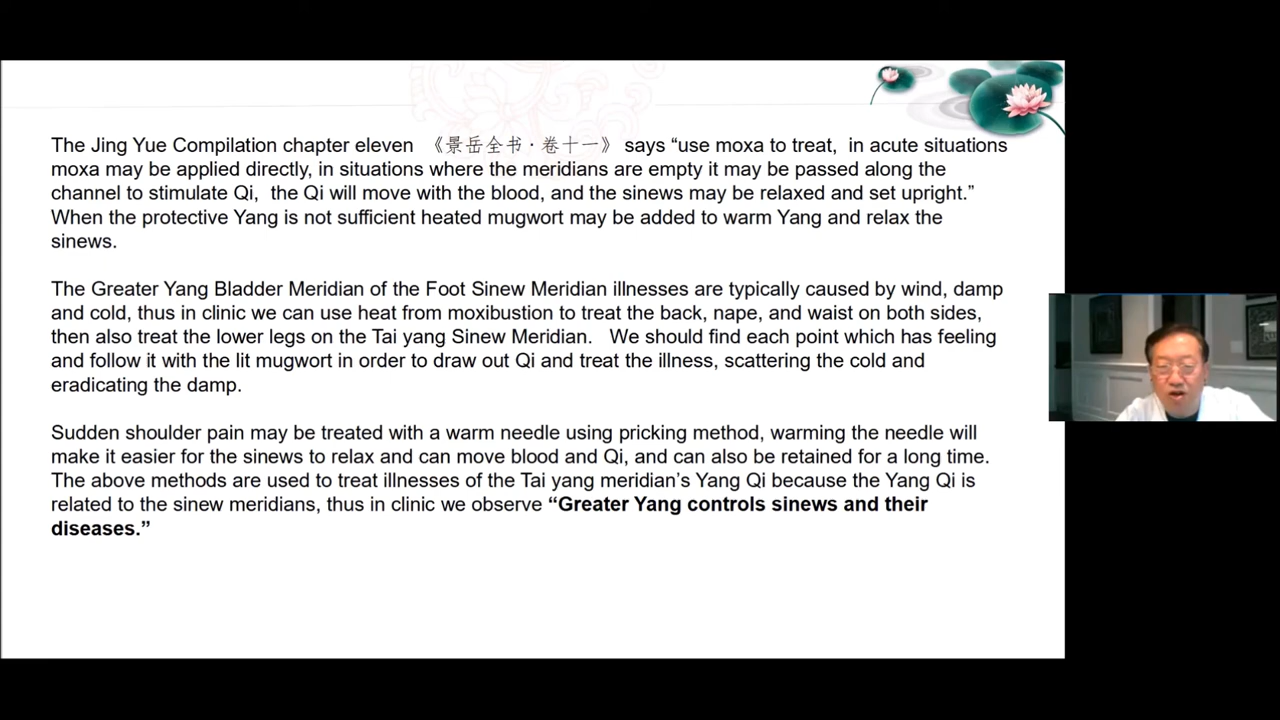 The Jing Yue Compilation chapter eleven 《景岳全书·卷十一》 says “use moxa to treat, in acute situations
moxa may be applied directly, in situations where the meridians are empty it may be passed along the
channel to stimulate Qi, the Qi will move with the blood, and the sinews may be relaxed and set upright.”
When the protective Yang is not sufficient heated mugwort may be added to warm Yang and relax the
sinews.
The Greater Yang Bladder Meridian of the Foot Sinew Meridian illnesses are typically caused by wind, damp
and cold, thus in clinic we can use heat from moxibustion to treat the back, nape, and waist on both sides,
then also treat the lower legs on the Tai yang Sinew Meridian. We should find each point which has feeling
and follow it with the lit mugwort in order to draw out Qi and treat the illness, scattering the cold and
eradicating the damp.
Sudden shoulder pain may be treated with a warm needle using pricking method, warming the needle will
make it easier for the sinews to relax and can move blood and Qi, and can also be retained for a long time.
The above methods are used to treat illnesses of the Tai yang meridian’s Yang Qi because the Yang Qi is
related to the sinew meridians, thus in clinic we observe “Greater Yang controls sinews and their
diseases.”